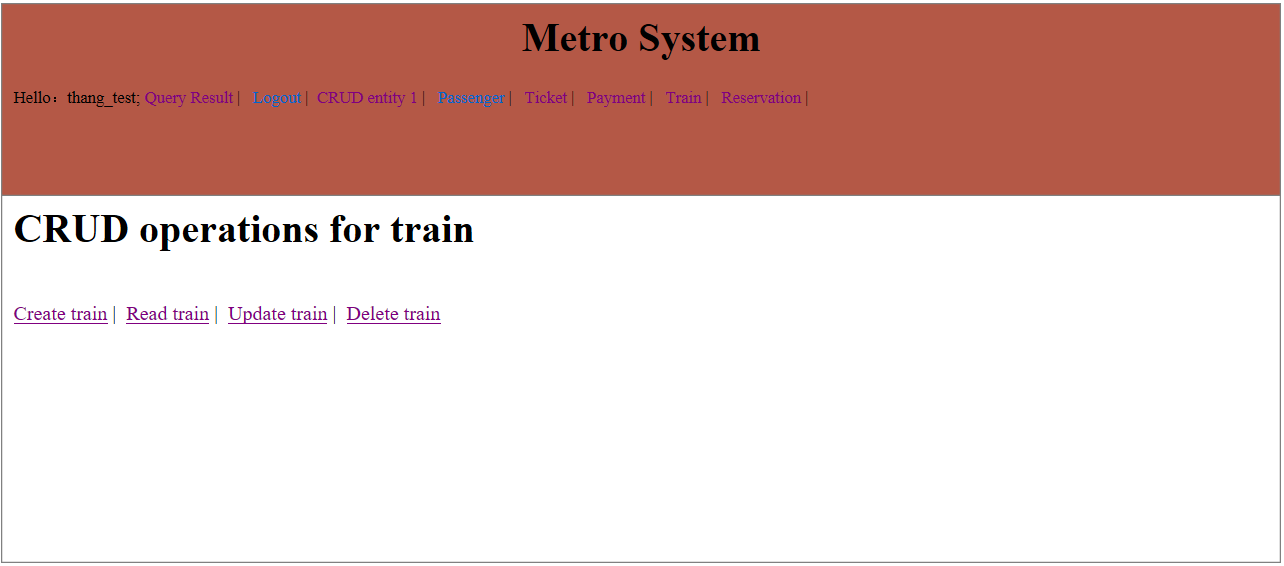 Metro System
Hello：thang_test; Query Result | Logout | CRUD entity 1 | Passenger | Ticket | Payment | Train | Reservation |
CRUD operations for train
Create train | Read train | Update train | Delete train